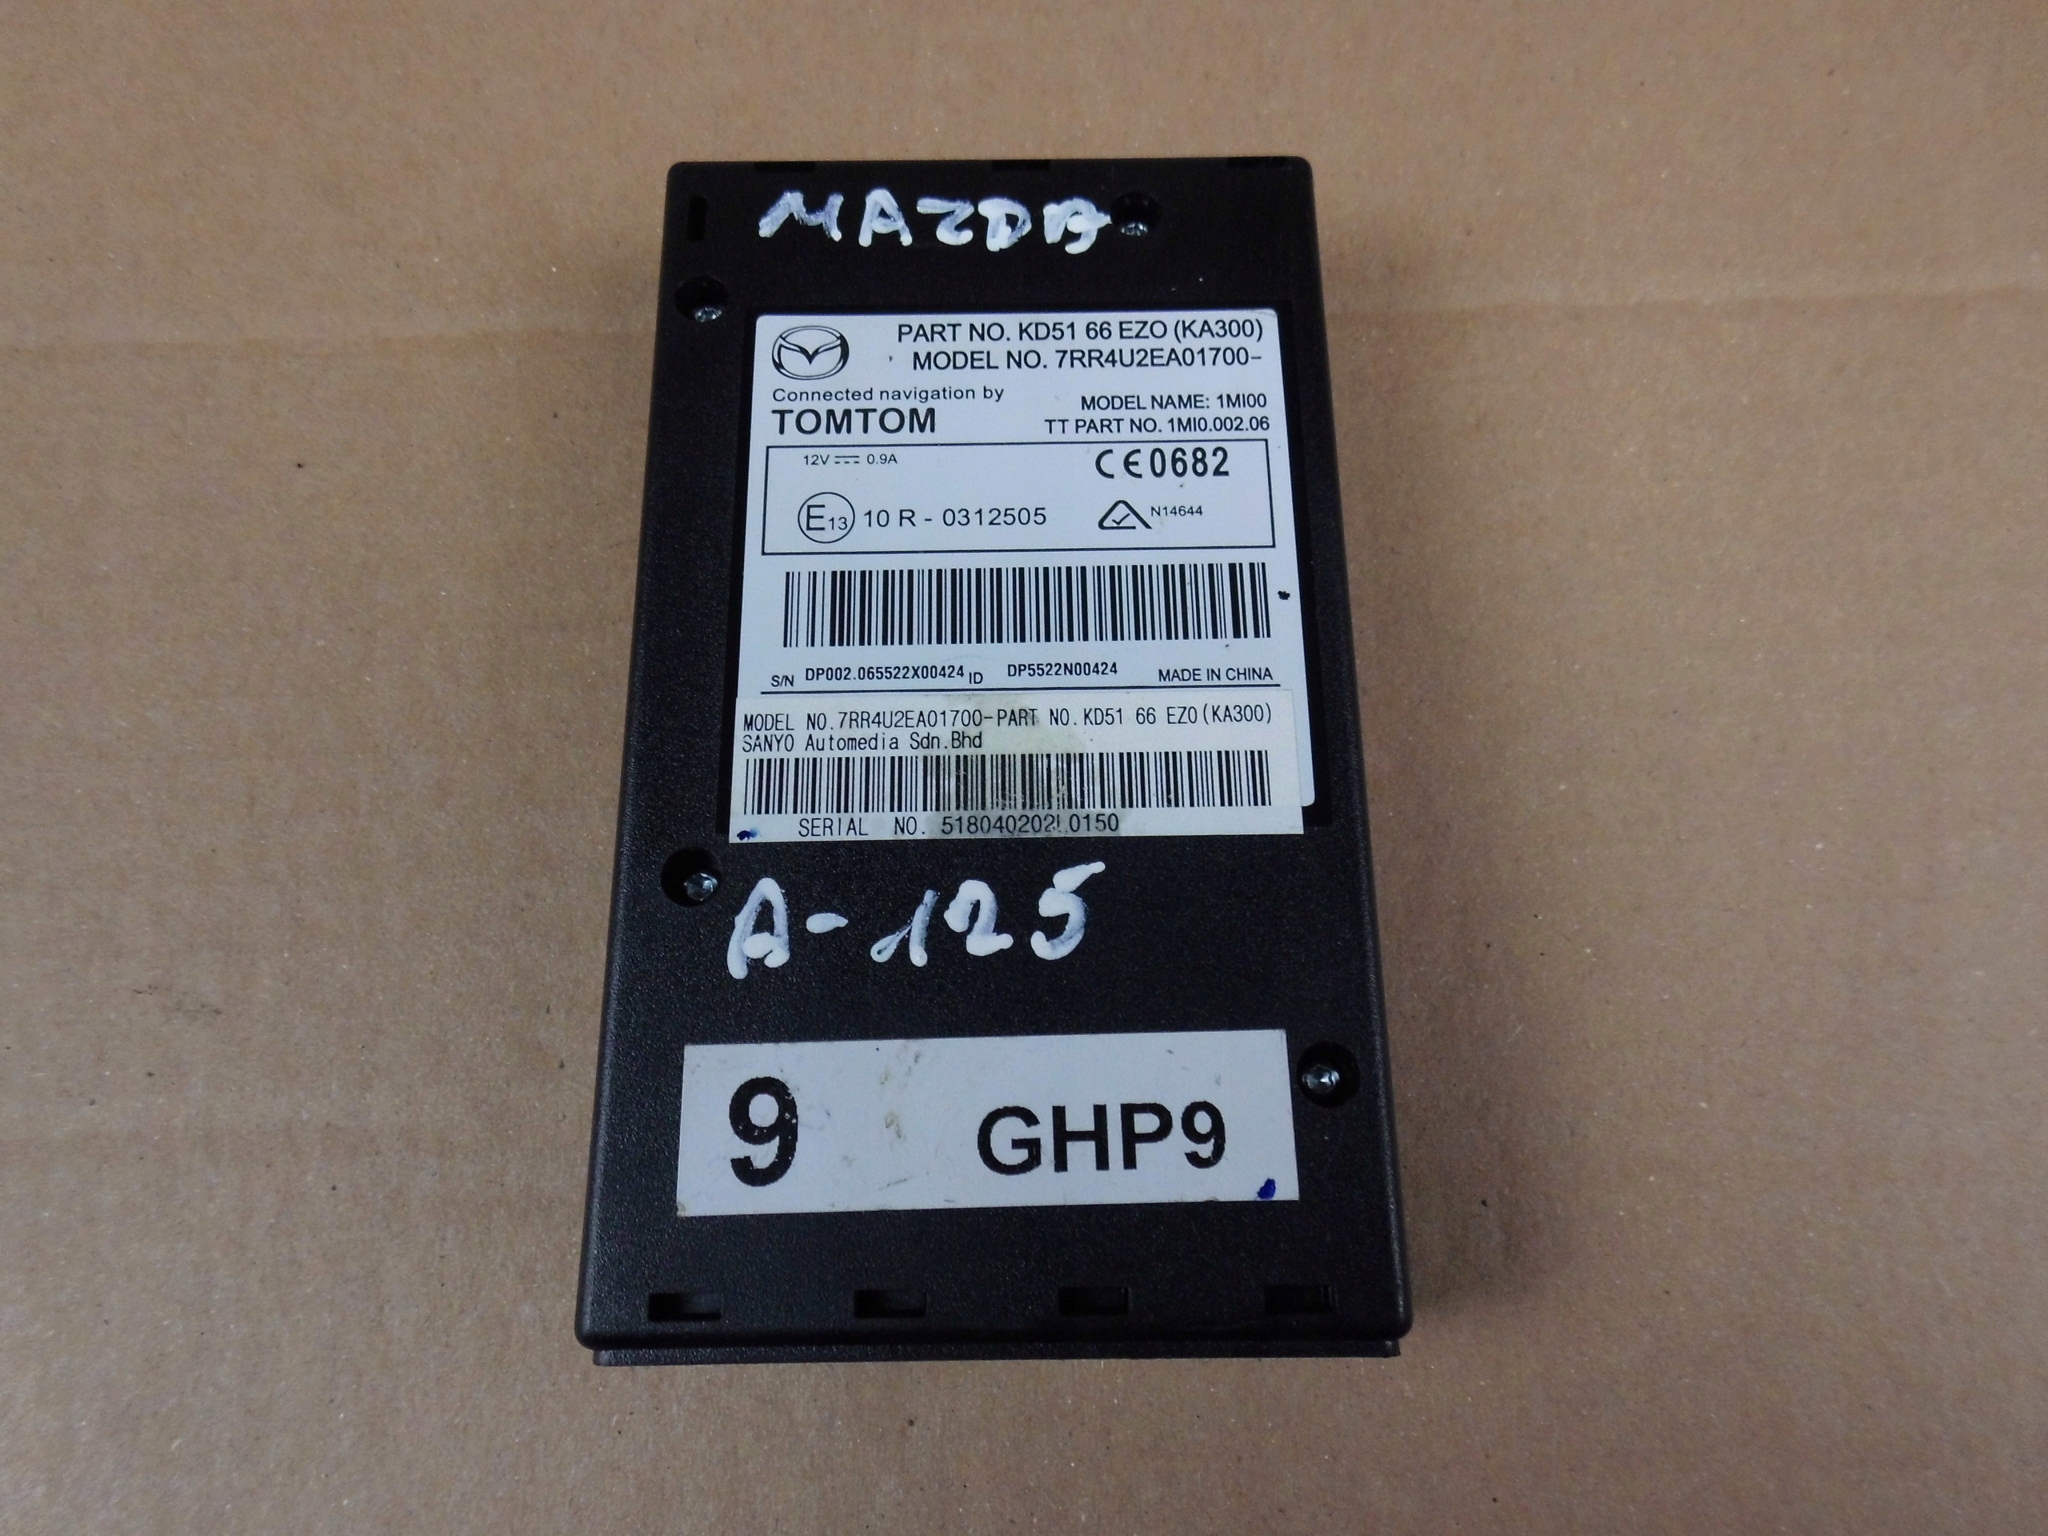 MAZDA
PART NO. KD51 66 EZ0 (KA300)
MODEL NO. 7RR4U2EA01700-
Connected navigation by
TOMTOM
MODEL NAME: 1MI00
TT PART NO. 1MI0.002.06
12V 0.9A
CE0682
E13 10 R - 0312505
N14644
S/N DP002.065522X00424 ID DP5522N00424 MADE IN CHINA
MODEL NO.7RR4U2EA01700-PART NO.KD51 66 EZ0(KA300)
SANYO Automedia Sdn.Bhd
SERIAL NO. 518040202L0150
A-125
9 GHP9